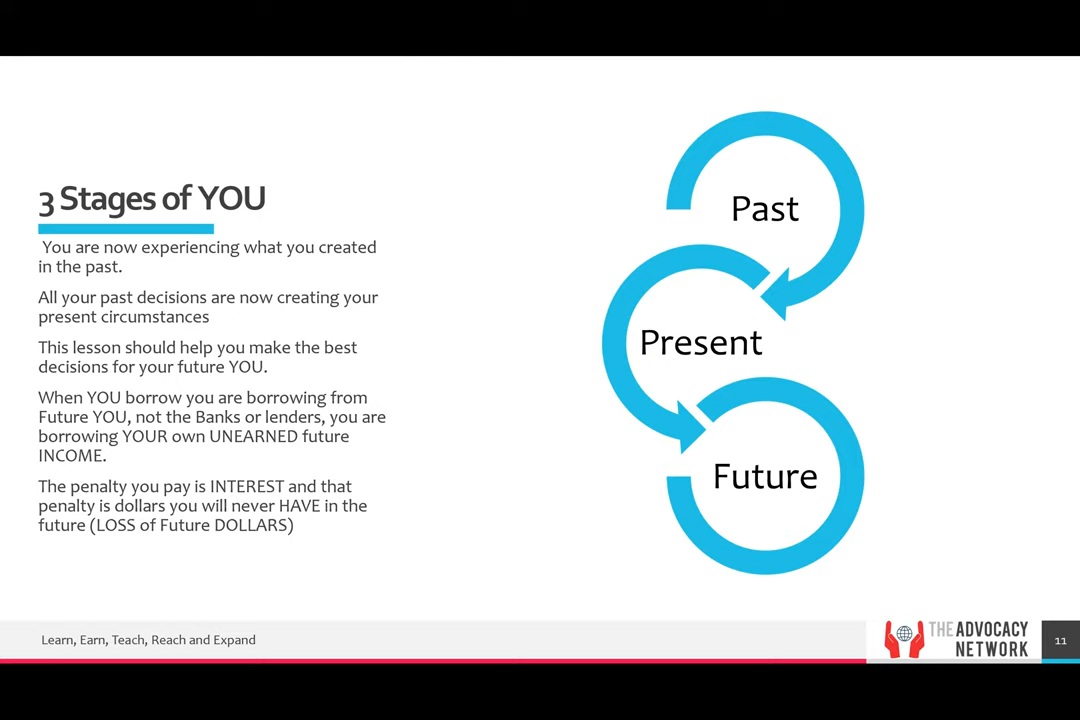 3 Stages of YOU
You are now experiencing what you created
in the past.
All your past decisions are now creating your
present circumstances
This lesson should help you make the best
decisions for your future YOU.
When YOU borrow you are borrowing from
Future YOU, not the Banks or lenders, you are
borrowing YOUR own UNEARNED future
INCOME.
The penalty you pay is INTEREST and that
penalty is dollars you will never HAVE in the
future (LOSS of Future DOLLARS)
Past
Present
Future
Learn, Earn, Teach, Reach and Expand
THE ADVOCACY
NETWORK
11